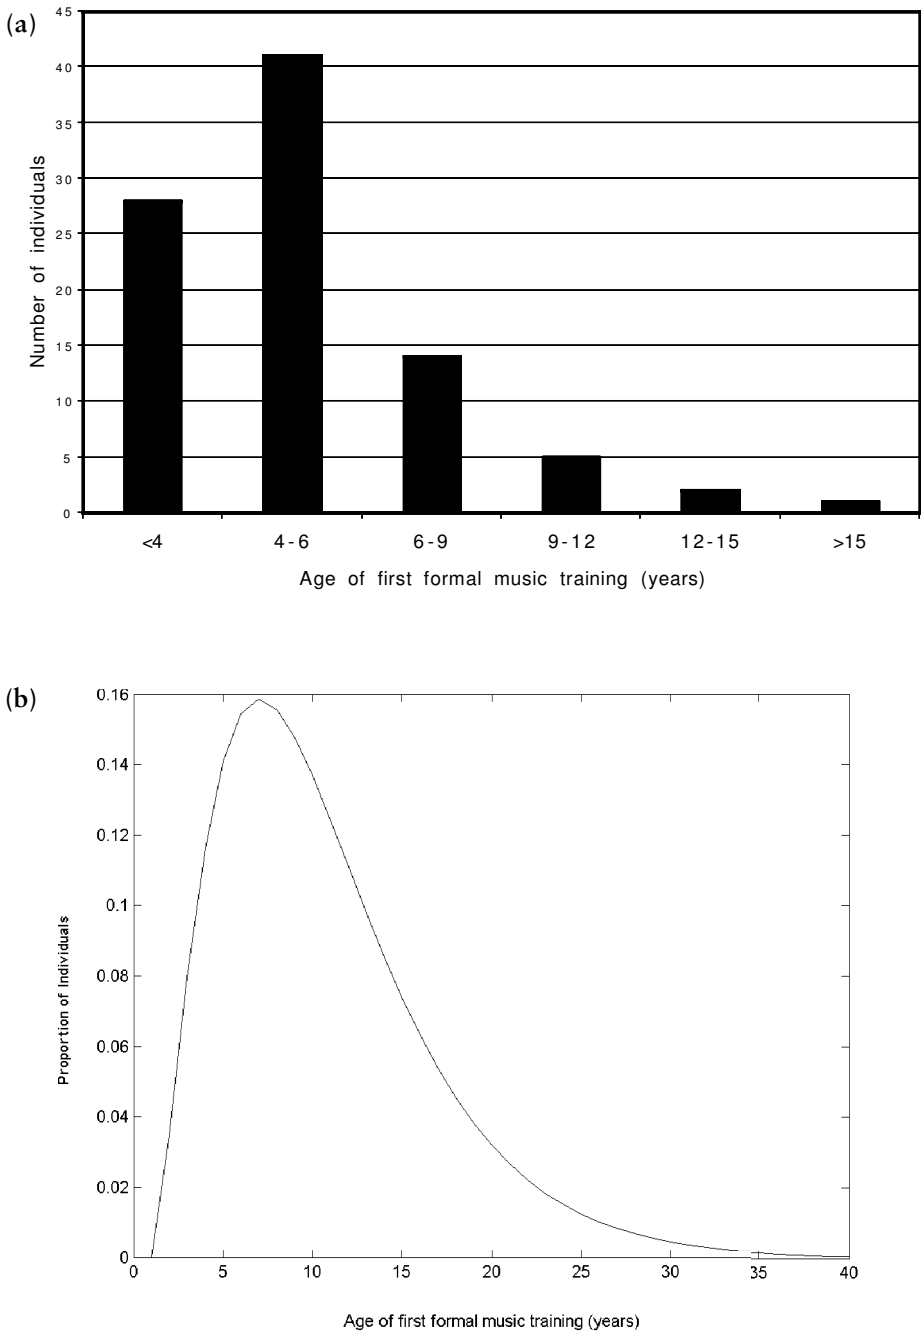 (a)
45
40
35
30
25
20
15
10
5
0
Number of individuals
<4 4-6 6-9 9-12 12-15 >15
Age of first formal music training (years)
(b)
0.16
0.14
0.12
0.1
0.08
0.06
0.04
0.02
0
Proportion of Individuals
0 5 10 15 20 25 30 35 40
Age of first formal music training (years)